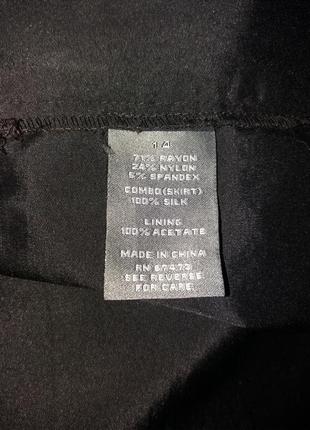 14
71% RAYON
24% NYLON
5% SPANDEX
COMBO(SKIRT)
100% SILK
LINING
100% ACETATE
MADE IN CHINA
RN 67473
SEE REVERSE
FOR CARE